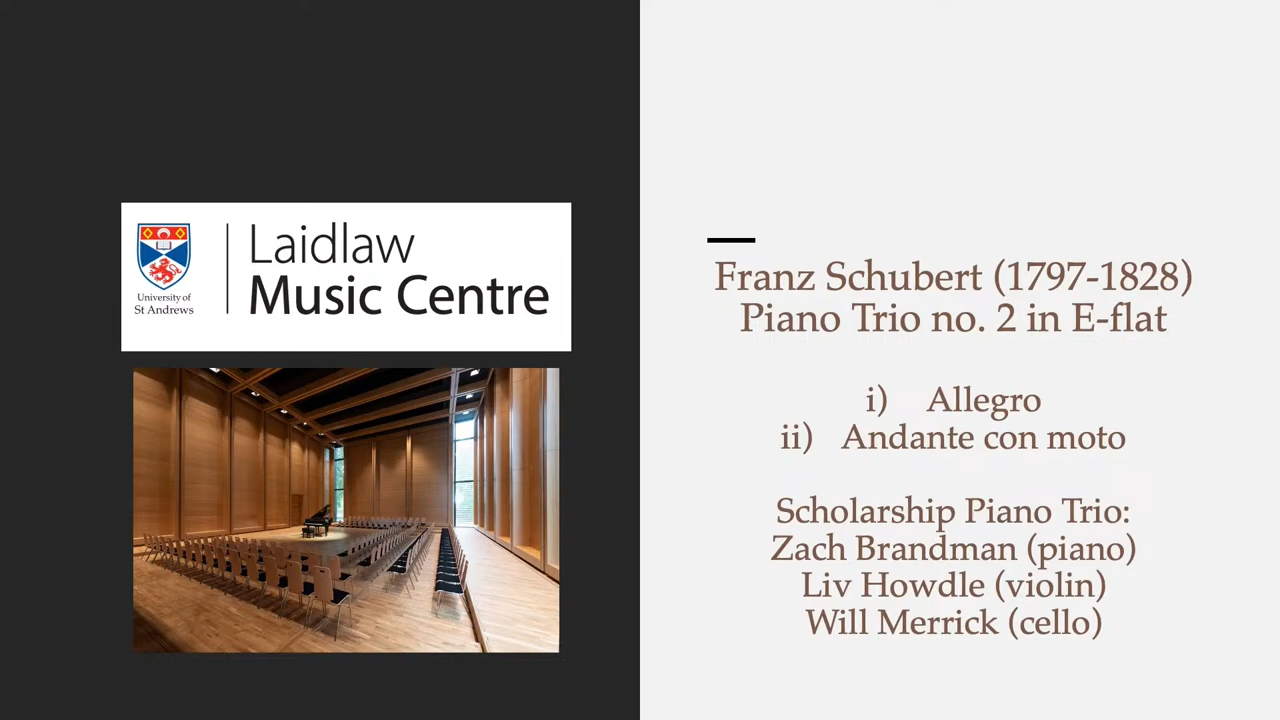 University of
St Andrews
Laidlaw
Music Centre
Franz Schubert (1797-1828)
Piano Trio no. 2 in E-flat
i) Allegro
ii) Andante con moto
Scholarship Piano Trio:
Zach Brandman (piano)
Liv Howdle (violin)
Will Merrick (cello)